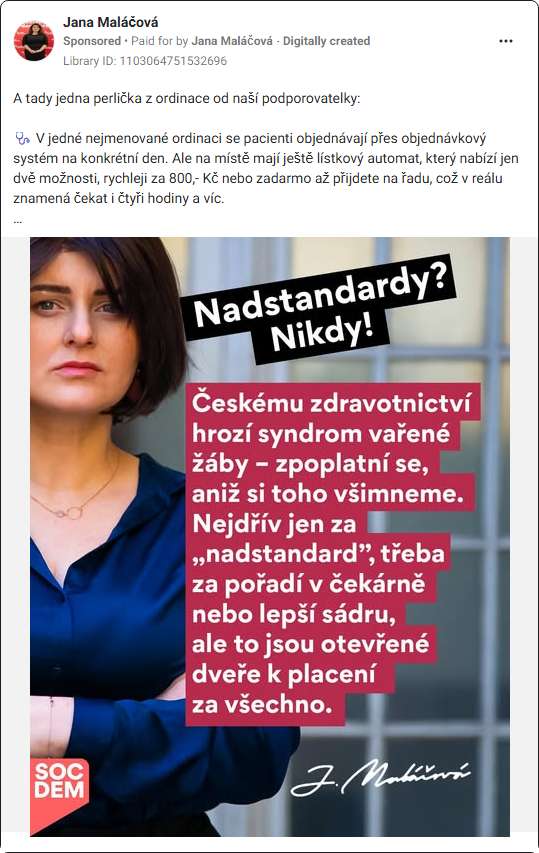 Jana Maláčová
Sponsored • Paid for by Jana Maláčová · Digitally created
Library ID: 1103064751532696
A tady jedna perlička z ordinace od naší podporovatelky:
V jedné nejmenované ordinaci se pacienti objednávají přes objednávkový
systém na konkrétní den. Ale na místě mají ještě lístkový automat, který nabízí jen
dvě možnosti, rychleji za 800,- Kč nebo zadarmo až přijdete na řadu, což v reálu
znamená čekat i čtyři hodiny a víc.
...
Nadstandardy?
Nikdy!
Českému zdravotnictví
hrozí syndrom vařené
žáby – zpoplatní se,
aniž si toho všimneme.
Nejdřív jen za
„nadstandard”, třeba
za pořadí v čekárně
nebo lepší sádru,
ale to jsou otevřené
dveře k placení
za všechno.
J. Maláčová
SOC
DEM